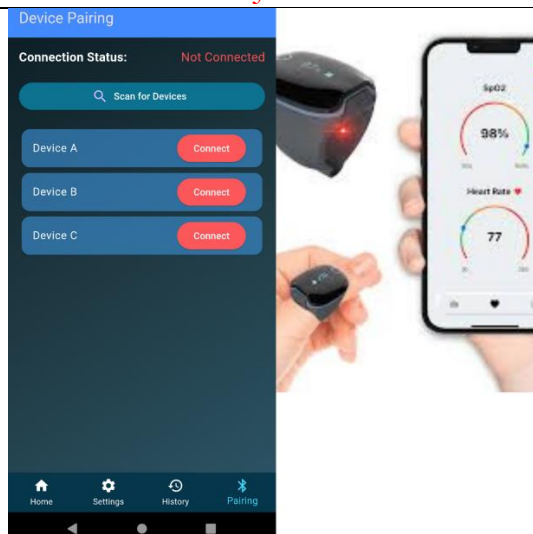 Device Pairing
Connection Status: Not Connected
Scan for Devices
Device A Connect
Device B Connect
Device C Connect
Home Settings History Pairing
SpO2
98%
Heart Rate
77